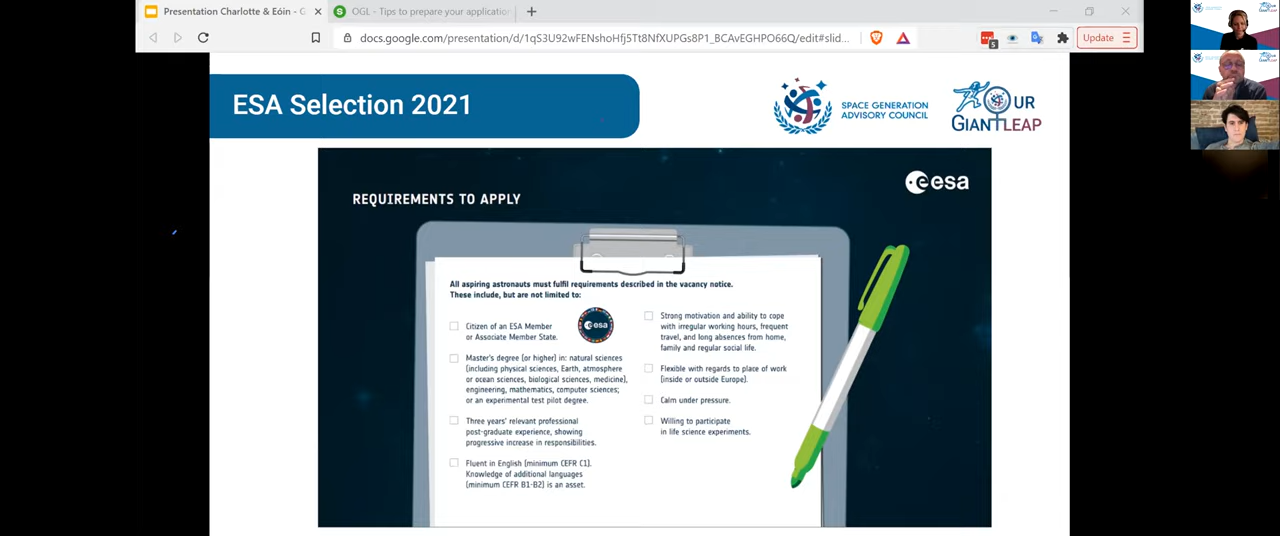 Presentation Charlotte & Eóin - G
OGL - Tips to prepare your application
docs.google.com/presentation/d/1qS3U92wFENshoHfj5Tt8NfXUPGs8P1_BCAvEGHPO66Q/edit#slid...
5
Update
ESA Selection 2021
SPACE GENERATION
ADVISORY COUNCIL
OUR
GIANTLEAP
esa
REQUIREMENTS TO APPLY
All aspiring astronauts must fulfil requirements described in the vacancy notice.
These include, but are not limited to:
esa
Citizen of an ESA Member
or Associate Member State.
Master's degree (or higher) in: natural sciences
(including physical sciences, Earth, atmosphere
or ocean sciences, biological sciences, medicine),
engineering, mathematics, computer sciences;
or an experimental test pilot degree.
Three years' relevant professional
post-graduate experience, showing
progressive increase in responsibilities.
Fluent in English (minimum CEFR C1).
Knowledge of additional languages
(minimum CEFR B1-B2) is an asset.
Strong motivation and ability to cope
with irregular working hours, frequent
travel, and long absences from home,
family and regular social life.
Flexible with regards to place of work
(inside or outside Europe).
Calm under pressure.
Willing to participate
in life science experiments.